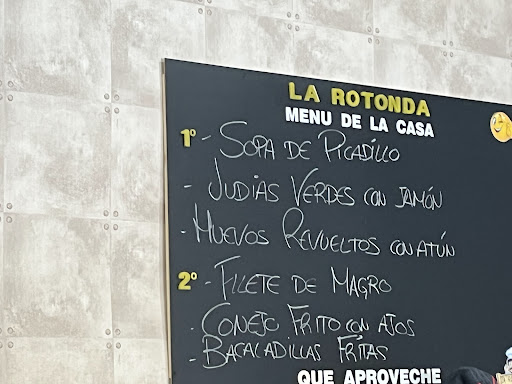 LA ROTONDA
MENU DE LA CASA
1º - SOPA DE PICADILLO
- JUDIAS VERDES CON JAMÓN
- HUEVOS REVUELTOS CON ATÚN
2º - FILETE DE MAGRO
- CONEJO FRITO CON AJOS
- BACALADILLAS FRITAS
QUE APROVECHE